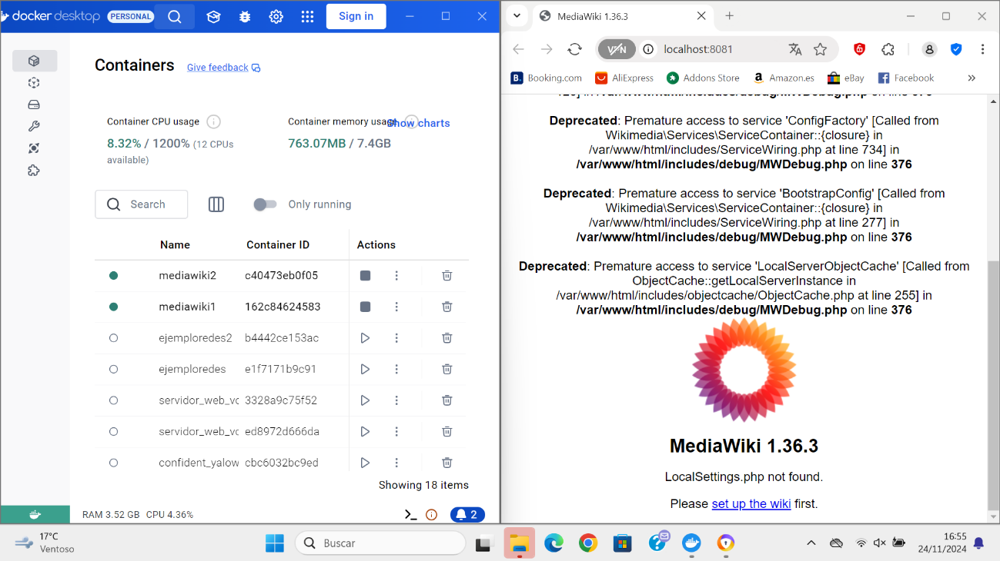 docker desktop PERSONAL
Sign in
Containers Give feedback
Container CPU usage
8.32% / 1200% (12 CPUs
available)
Container memory usage
Show charts
763.07MB / 7.4GB
Search
Only running
Name Container ID Actions
mediawiki2 c40473eb0f05
mediawiki1 162c84624583
ejemploredes2 b4442ce153ac
ejemploredes e1f7171b9c91
servidor_web_vc 3328a9c75f52
servidor_web_vc ed8972d666da
confident_yalow cbc6032bc9ed
Showing 18 items
RAM 3.52 GB CPU 4.36%
2
MediaWiki 1.36.3
VPN
localhost:8081
B. Booking.com AliExpress Addons Store a Amazon.es eBay Facebook
Deprecated: Premature access to service 'ConfigFactory' [Called from
Wikimedia\Services\ServiceContainer::{closure} in
/var/www/html/includes/ServiceWiring.php at line 734] in
/var/www/html/includes/debug/MWDebug.php on line 376
Deprecated: Premature access to service 'BootstrapConfig' [Called from
Wikimedia\Services\ServiceContainer::{closure} in
/var/www/html/includes/ServiceWiring.php at line 277] in
/var/www/html/includes/debug/MWDebug.php on line 376
Deprecated: Premature access to service 'LocalServerObjectCache' [Called from
ObjectCache::getLocalServerInstance in
/var/www/html/includes/objectcache/ObjectCache.php at line 255] in
/var/www/html/includes/debug/MWDebug.php on line 376
MediaWiki 1.36.3
LocalSettings.php not found.
Please set up the wiki first.
17°C
Ventoso
Buscar
16:55
24/11/2024